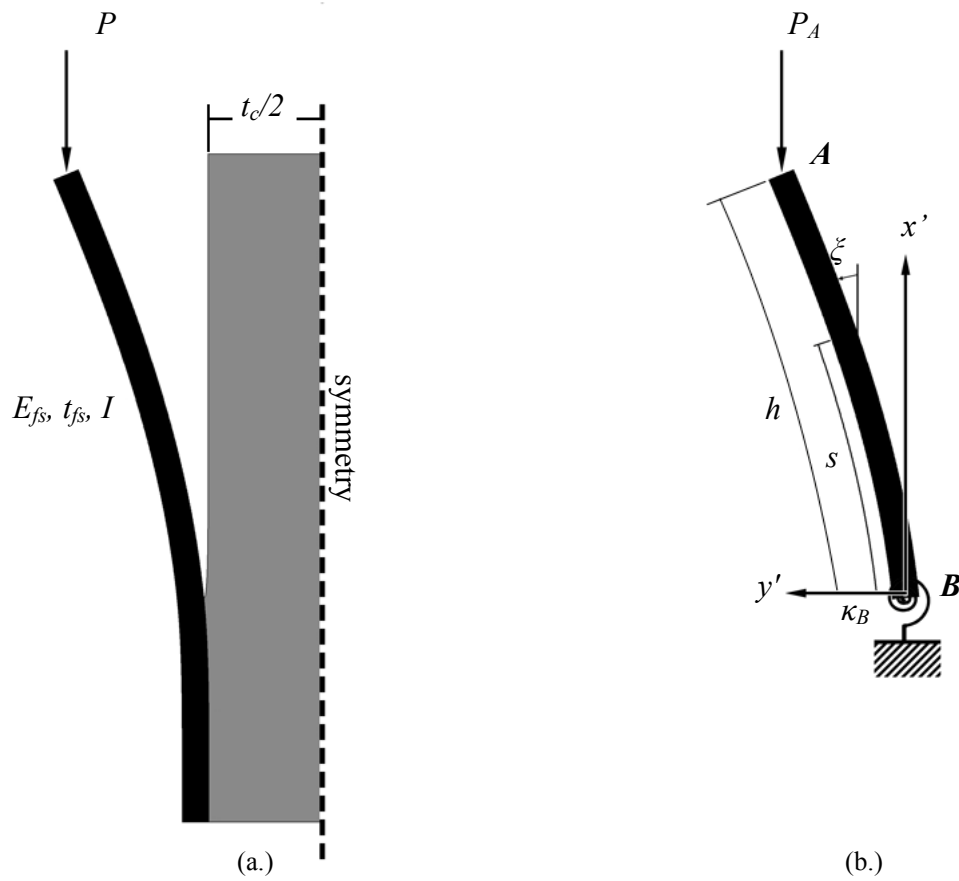 P
t_c/2
E_fs, t_fs, I
symmetry
(a.)
P_A
A
x'
ξ
h
s
y'
κ_B
B
(b.)